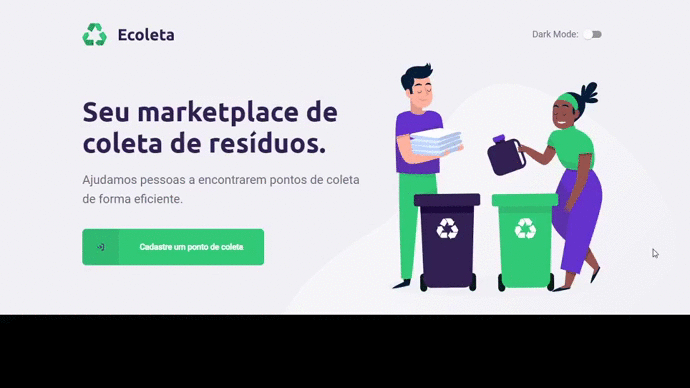 Ecoleta
Dark Mode:
Seu marketplace de
coleta de resíduos.
Ajudamos pessoas a encontrarem pontos de coleta
de forma eficiente.
Cadastre um ponto de coleta